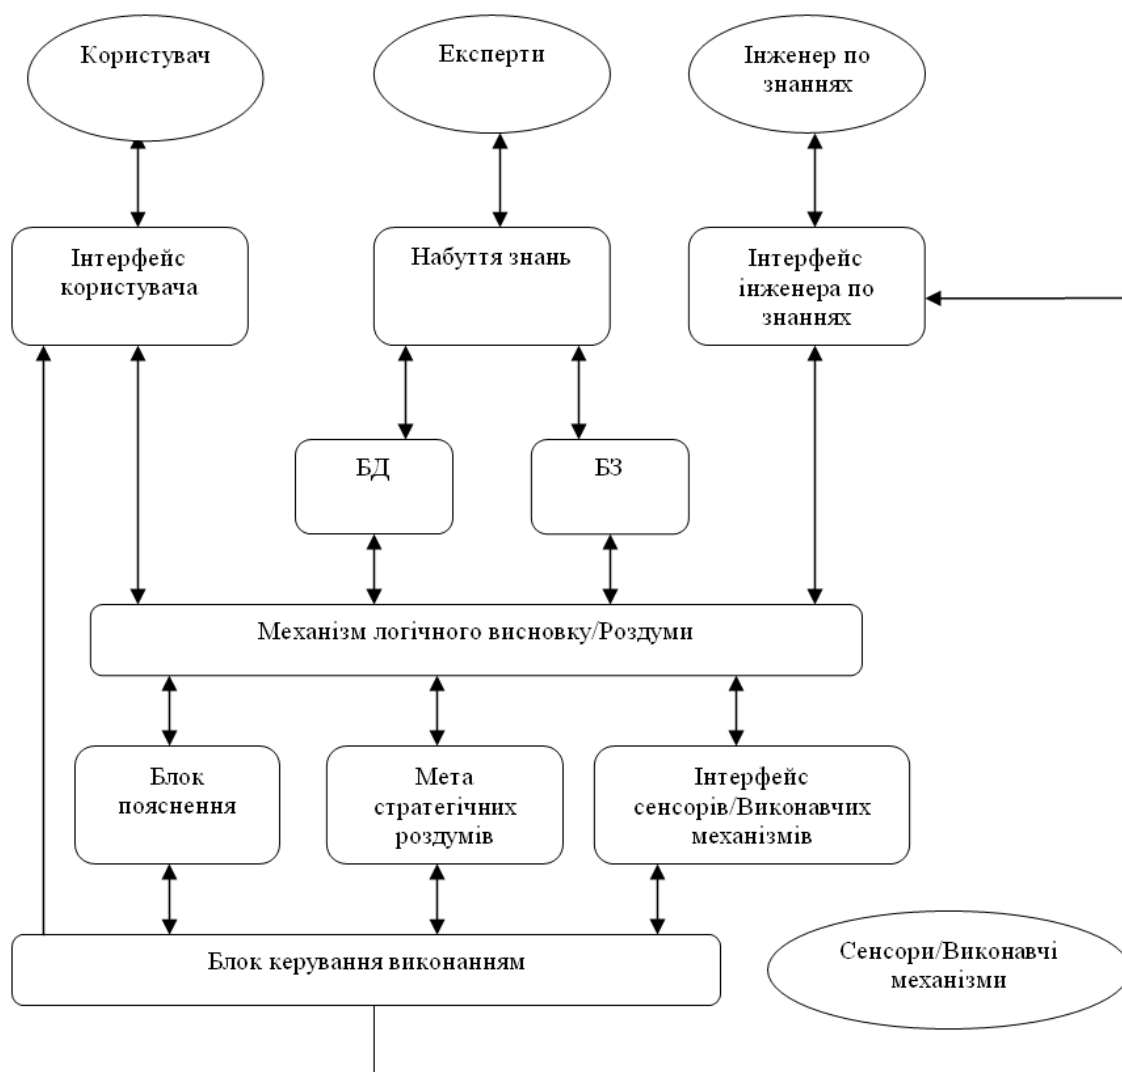 Користувач
Експерти
Інженер по
знаннях
Інтерфейс
користувача
Набуття знань
Інтерфейс
інженера по
знаннях
БД
БЗ
Механізм логічного висновку/Роздуми
Блок
пояснення
Мета
стратегічних
роздумів
Інтерфейс
сенсорів/Виконавчих
механізмів
Блок керування виконанням
Сенсори/Виконавчі
механізми